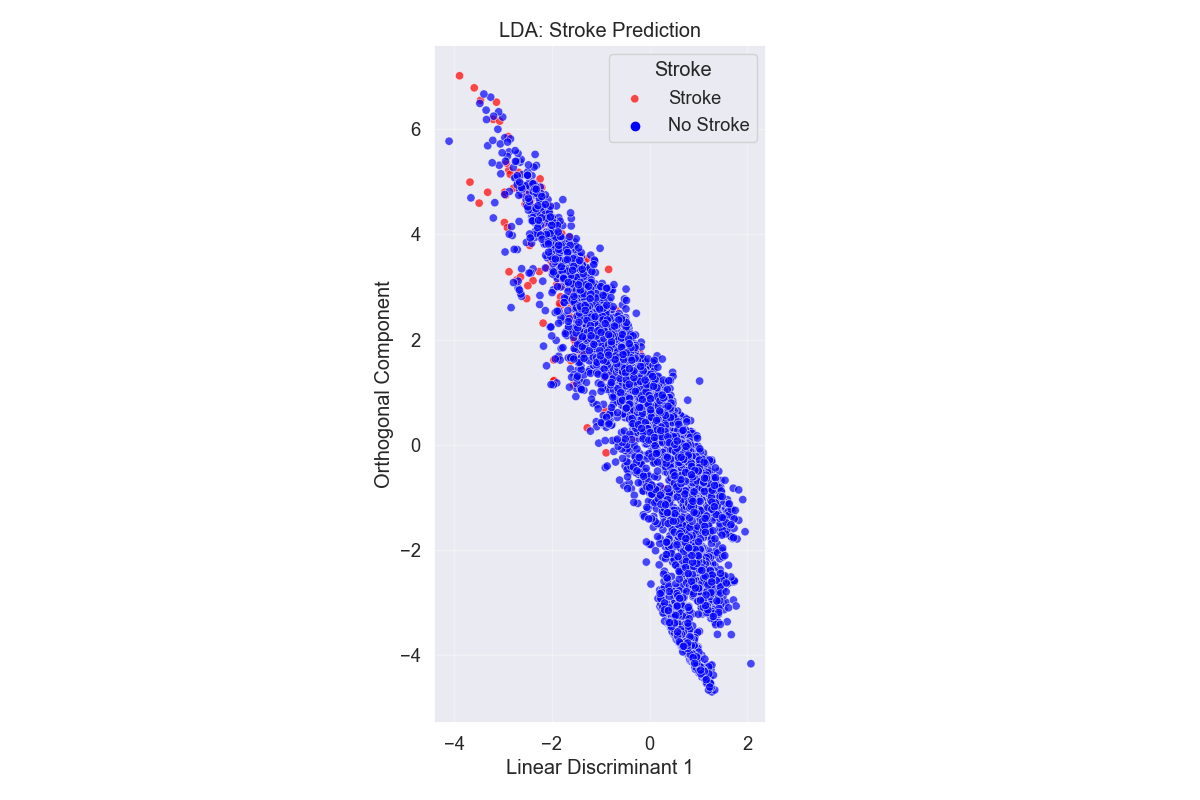 LDA: Stroke Prediction
Stroke
Stroke
No Stroke
Orthogonal Component
6
4
2
0
−2
−4
−4
−2
0
2
Linear Discriminant 1